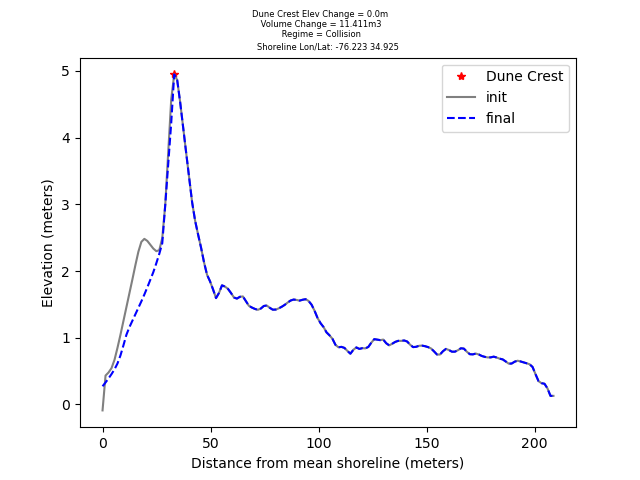 Dune Crest Elev Change = 0.0m
Volume Change = 11.411m3
Regime = Collision
Shoreline Lon/Lat: -76.223 34.925
Dune Crest
init
final
Elevation (meters)
5
4
3
2
1
0
0 50 100 150 200
Distance from mean shoreline (meters)